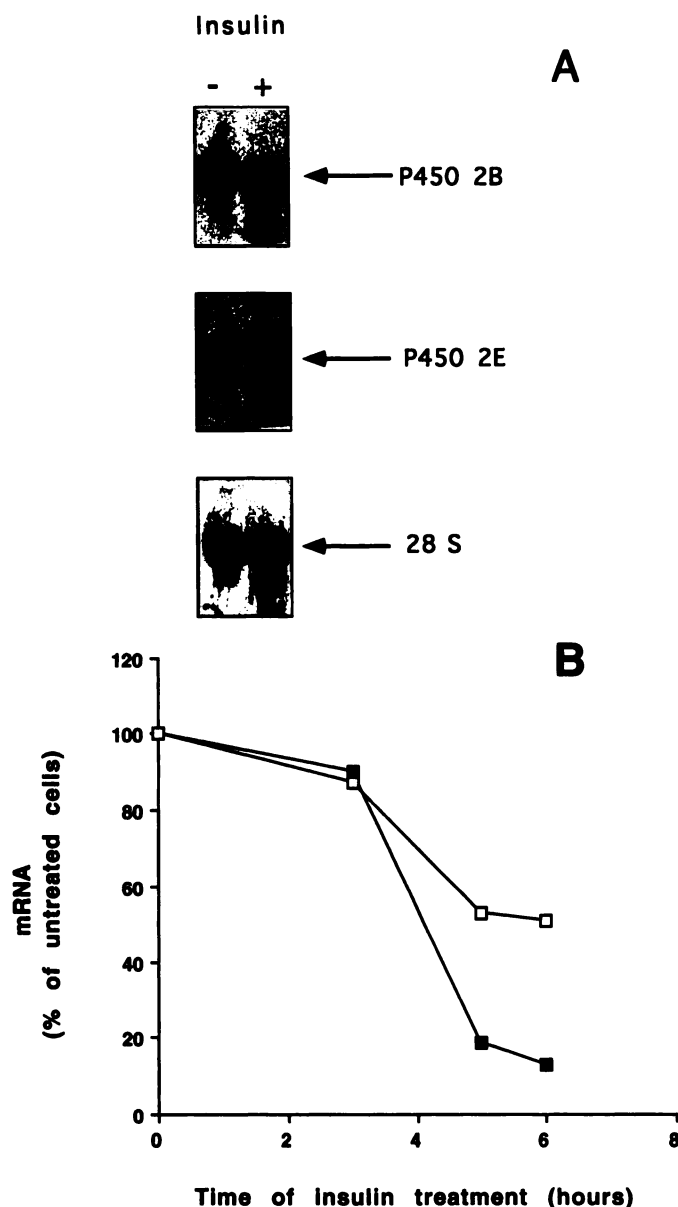 Insulin
A
- +
P450 2B
P450 2E
28 S
B
120
100
80
60
40
20
0
mRNA
(% of untreated cells)
0 2 4 6 8
Time of insulin treatment (hours)